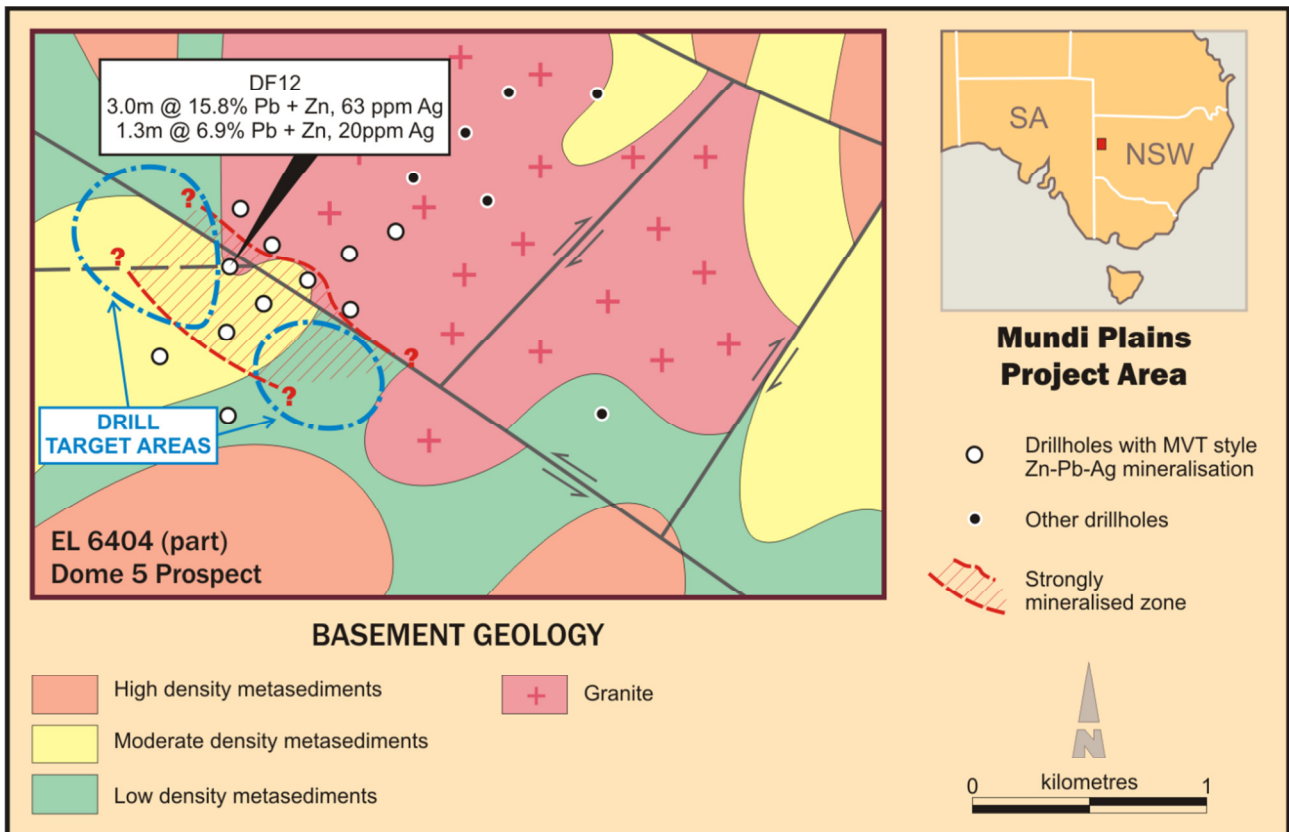 DF12
3.0m @ 15.8% Pb + Zn, 63 ppm Ag
1.3m @ 6.9% Pb + Zn, 20ppm Ag
?
?
?
?
DRILL
TARGET AREAS
EL 6404 (part)
Dome 5 Prospect
SA
NSW
Mundi Plains
Project Area
Drillholes with MVT style
Zn-Pb-Ag mineralisation
Other drillholes
Strongly
mineralised zone
BASEMENT GEOLOGY
High density metasediments
Granite
Moderate density metasediments
Low density metasediments
N
0 kilometres 1